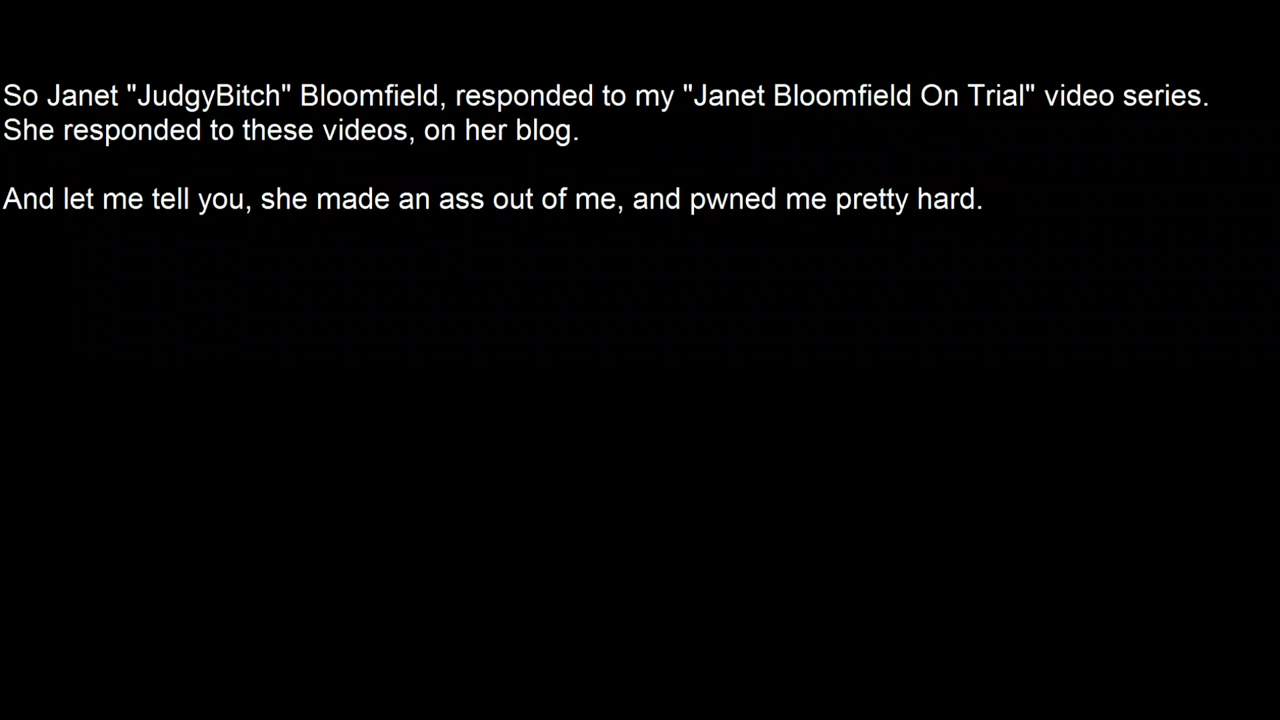 So Janet "JudgyBitch" Bloomfield, responded to my "Janet Bloomfield On Trial" video series.
She responded to these videos, on her blog.
And let me tell you, she made an ass out of me, and pwned me pretty hard.